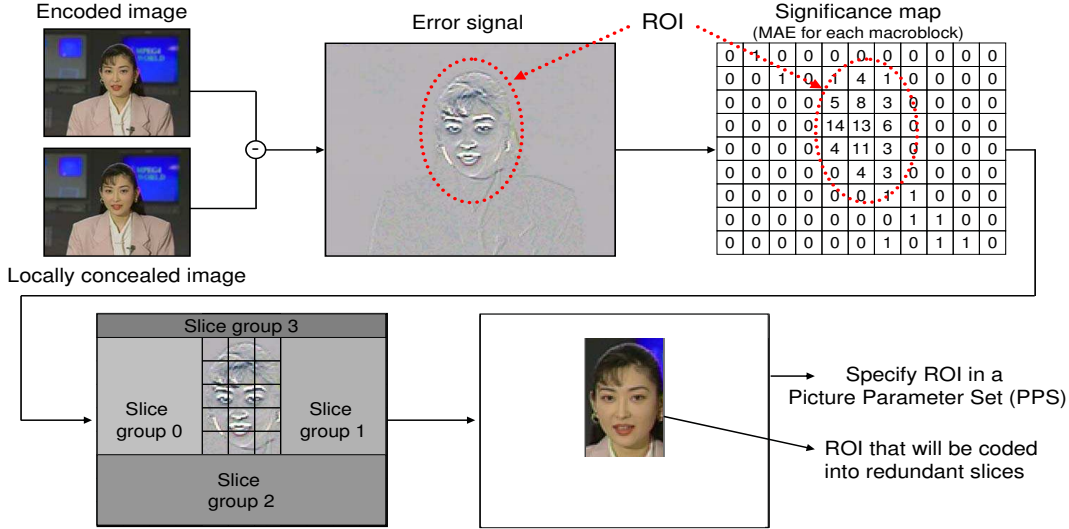 Encoded image
Error signal
ROI
Significance map
(MAE for each macroblock)
0 1 0 0 0 0 0 0 0 0 0
0 0 1 0 1 4 1 0 0 0 0
0 0 0 0 5 8 3 0 0 0 0
0 0 0 0 14 13 6 0 0 0 0
0 0 0 0 4 11 3 0 0 0 0
0 0 0 0 0 4 3 0 0 0 0
0 0 0 0 0 0 1 1 0 0 0
0 0 0 0 0 0 0 1 1 0 0
0 0 0 0 0 0 1 0 1 1 0
-
MPEG4
WORLD
MPEG4
WORLD
Locally concealed image
Slice group 3
Slice
group 0
Slice
group 1
Slice
group 2
Specify ROI in a
Picture Parameter Set (PPS)
ROI that will be coded
into redundant slices